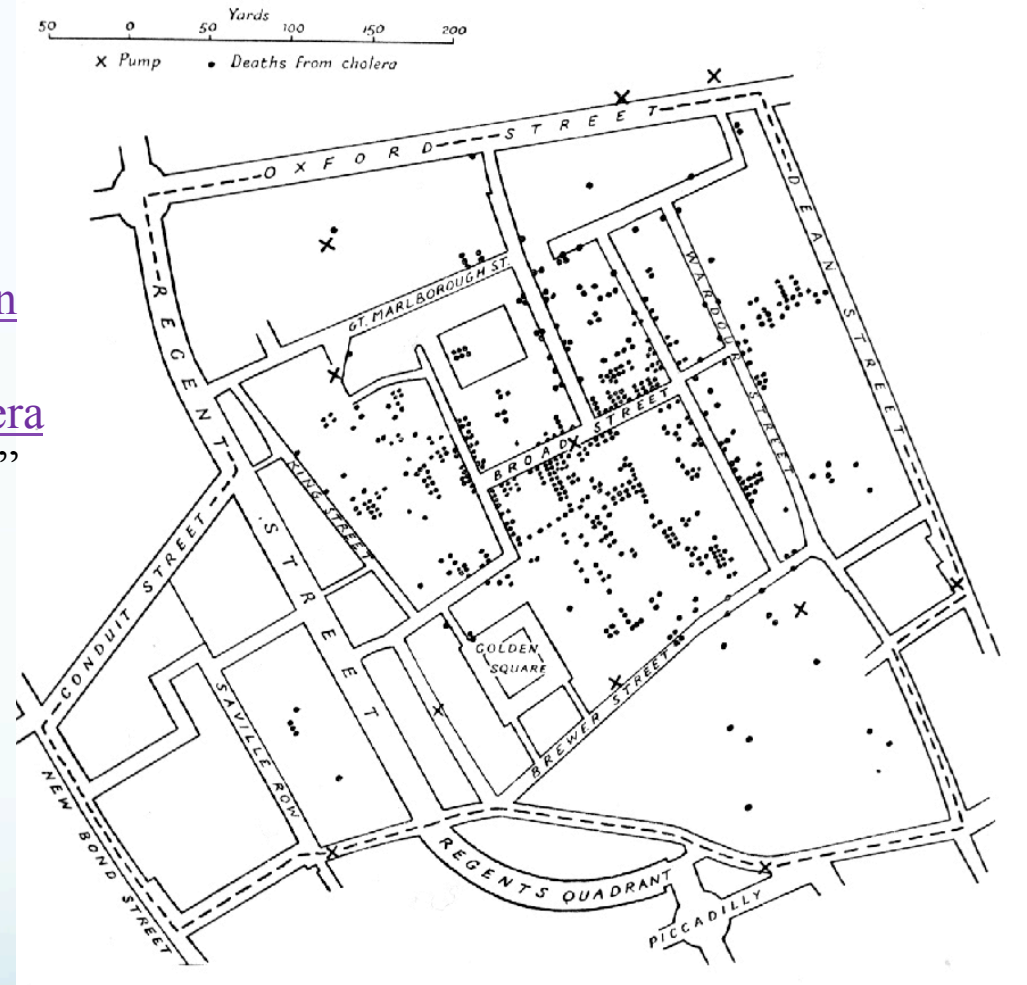 Yards
50 0 50 100 150 200
x Pump • Deaths from cholera
OXFORD STREET
DEAN STREET
REGENT STREET
WARDOUR STREET
GT. MARLBOROUGH ST.
n
era
”
BROAD STREET
KING STREET
CONDUIT STREET
GOLDEN
SQUARE
SAVILLE ROW
BREWER STREET
NEW BOND STREET
REGENTS QUADRANT
PICCADILLY